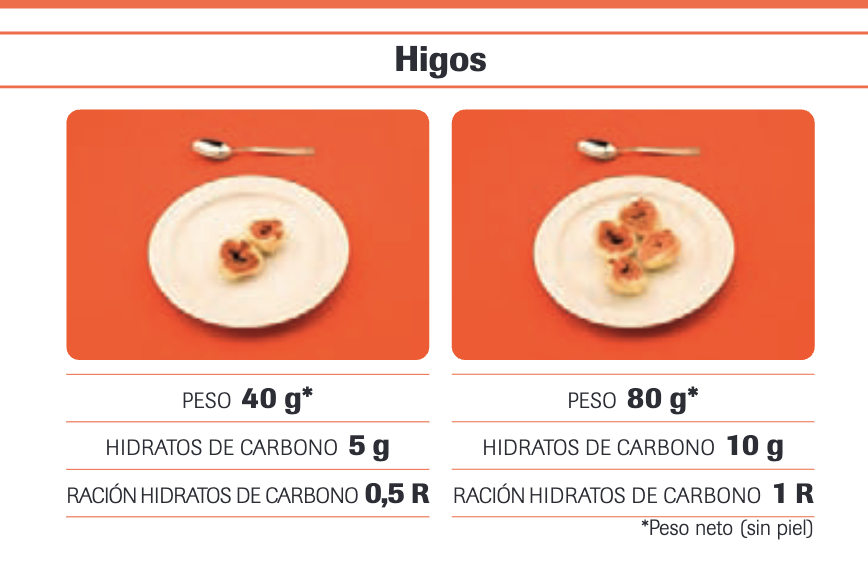 Higos
PESO 40 g*
HIDRATOS DE CARBONO 5 g
RACIÓN HIDRATOS DE CARBONO 0,5 R
PESO 80 g*
HIDRATOS DE CARBONO 10 g
RACIÓN HIDRATOS DE CARBONO 1 R
*Peso neto (sin piel)